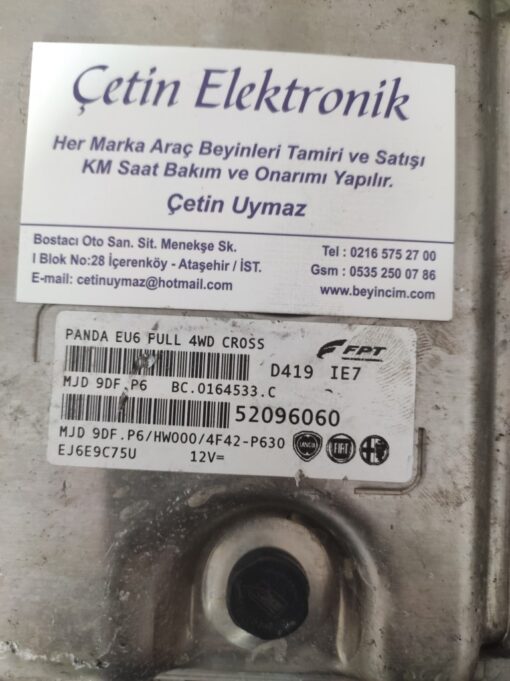 Çetin Elektronik
Her Marka Araç Beyinleri Tamiri ve Satışı
KM Saat Bakım ve Onarımı Yapılır.
Çetin Uymaz
Bostacı Oto San. Sit. Menekşe Sk.
I Blok No:28 İçerenköy - Ataşehir / İST.
E-mail: cetinuymaz@hotmail.com
Tel : 0216 575 27 00
Gsm : 0535 250 07 86
www.beyincim.com
PANDA EU6 FULL 4WD CROSS
FPT
D419 IE7
MJD 9DF.P6 BC.0164533.C
52096060
MJD 9DF.P6/HW000/4F42-P630
EJ6E9C75U 12V=
LANCIA
FIAT